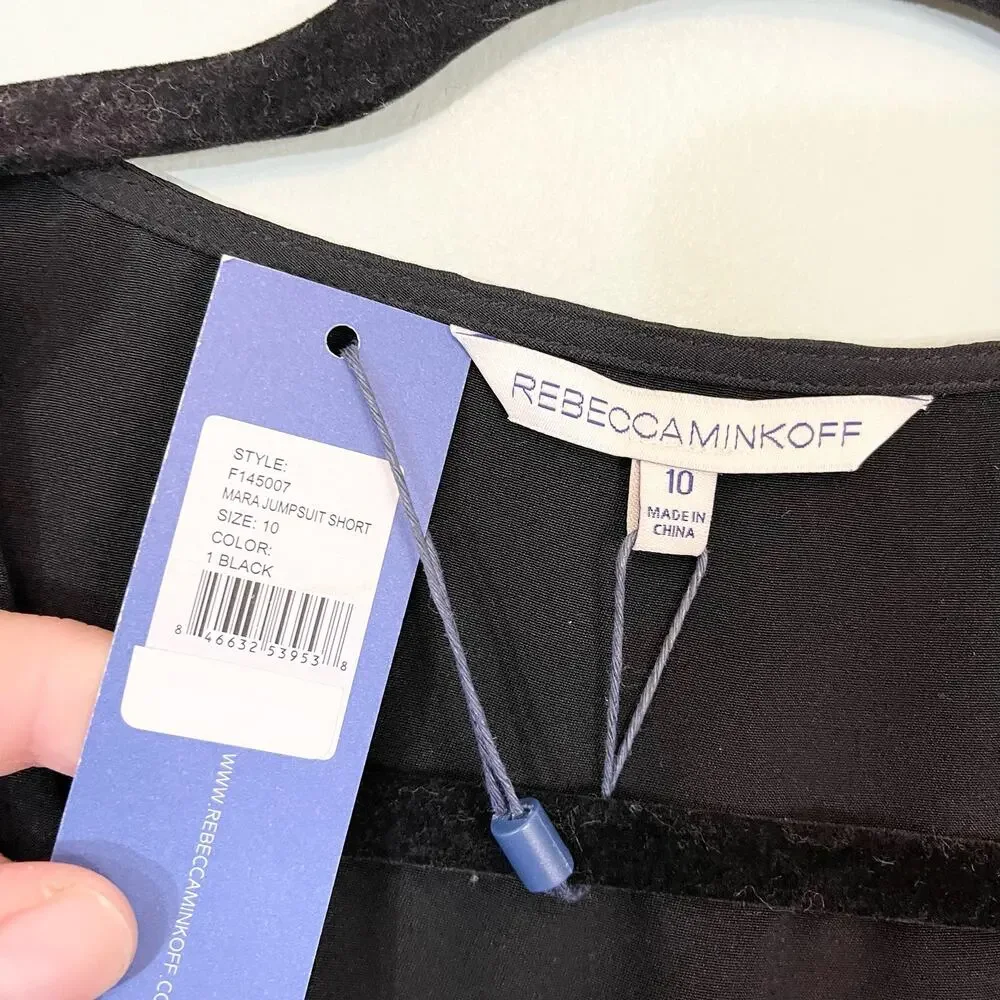 STYLE:
F145007
MARA JUMPSUIT SHORT
SIZE: 10
COLOR:
1 BLACK
8 46632 53953 8
WWW.REBECCAMINKOFF.CO
REBECCAMINKOFF
10
MADE IN
CHINA